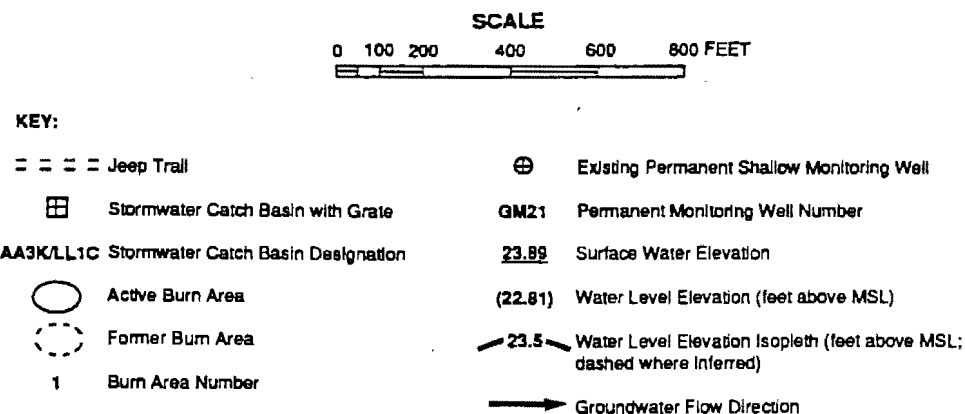 SCALE
0 100 200 400 600 800 FEET
KEY:
Jeep Trail
Stormwater Catch Basin with Grate
AA3K/LL1C Stormwater Catch Basin Designation
Active Burn Area
Former Burn Area
1 Burn Area Number
Existing Permanent Shallow Monitoring Well
GM21 Permanent Monitoring Well Number
23.89 Surface Water Elevation
(22.81) Water Level Elevation (feet above MSL)
23.5 Water Level Elevation Isopleth (feet above MSL;
dashed where Inferred)
Groundwater Flow Direction